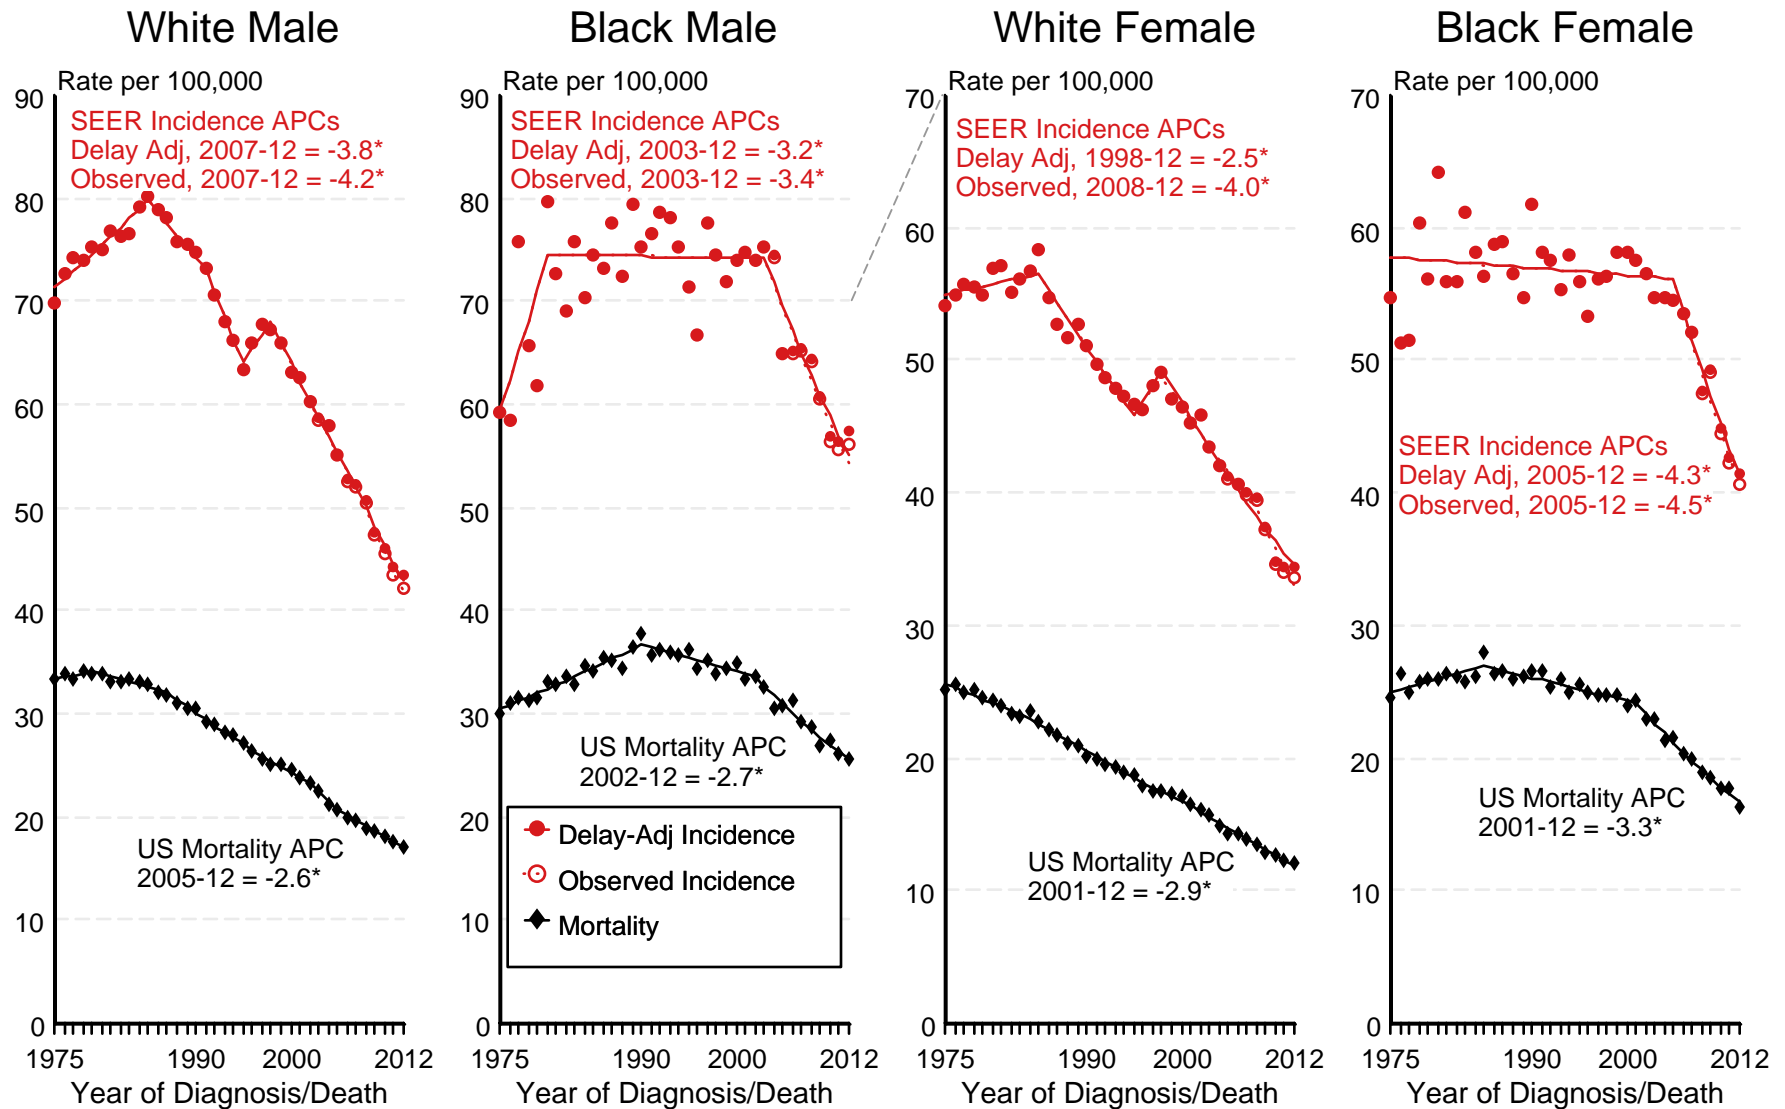 White Male
Rate per 100,000
90
SEER Incidence APCs
Delay Adj, 2007-12 = -3.8*
Observed, 2007-12 = -4.2*
80
70
60
50
40
30
20
US Mortality APC
2005-12 = -2.6*
10
0
1975 1990 2000 2012
Year of Diagnosis/Death
Black Male
Rate per 100,000
90
SEER Incidence APCs
Delay Adj, 2003-12 = -3.2*
Observed, 2003-12 = -3.4*
80
70
60
50
40
30
US Mortality APC
2002-12 = -2.7*
20
Delay-Adj Incidence
Observed Incidence
10
Mortality
0
1975 1990 2000 2012
Year of Diagnosis/Death
White Female
Rate per 100,000
70
SEER Incidence APCs
Delay Adj, 1998-12 = -2.5*
Observed, 2008-12 = -4.0*
60
50
40
30
20
US Mortality APC
2001-12 = -2.9*
10
0
1975 1990 2000 2012
Year of Diagnosis/Death
Black Female
Rate per 100,000
70
60
50
SEER Incidence APCs
Delay Adj, 2005-12 = -4.3*
Observed, 2005-12 = -4.5*
40
30
20
US Mortality APC
2001-12 = -3.3*
10
0
1975 1990 2000 2012
Year of Diagnosis/Death